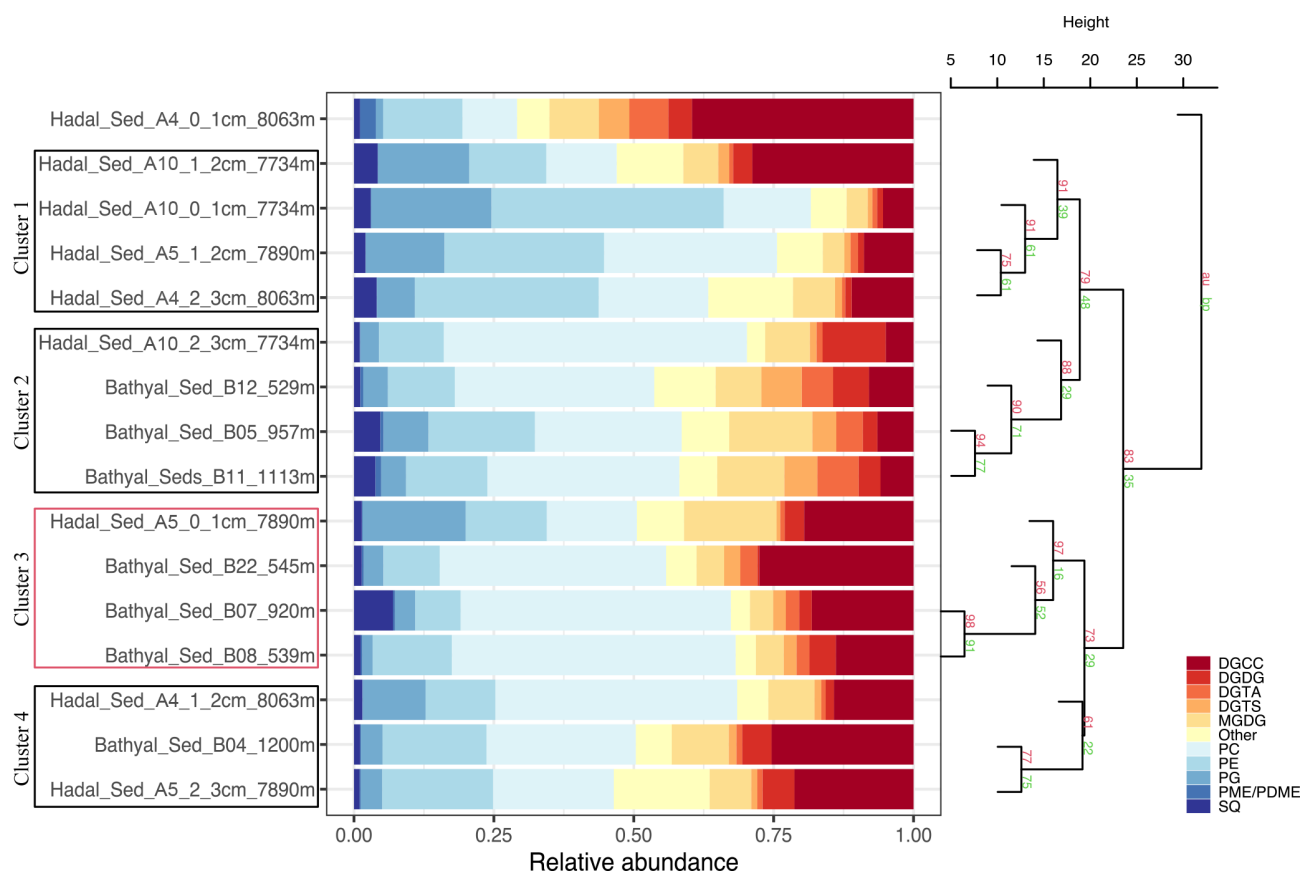 Height
5 10 15 20 25 30
Hadal_Sed_A4_0_1cm_8063m
Hadal_Sed_A10_1_2cm_7734m
Hadal_Sed_A10_0_1cm_7734m
Hadal_Sed_A5_1_2cm_7890m
Hadal_Sed_A4_2_3cm_8063m
Cluster 1
Hadal_Sed_A10_2_3cm_7734m
Bathyal_Sed_B12_529m
Bathyal_Sed_B05_957m
Bathyal_Seds_B11_1113m
Cluster 2
Hadal_Sed_A5_0_1cm_7890m
Bathyal_Sed_B22_545m
Bathyal_Sed_B07_920m
Bathyal_Sed_B08_539m
Cluster 3
Hadal_Sed_A4_1_2cm_8063m
Bathyal_Sed_B04_1200m
Hadal_Sed_A5_2_3cm_7890m
Cluster 4
0.00 0.25 0.50 0.75 1.00
Relative abundance
au
bp
91
39
91
61
75
61
79
48
88
29
90
71
94
77
83
35
97
16
56
52
98
91
73
29
61
22
77
75
DGCC
DGDG
DGTA
DGTS
MGDG
Other
PC
PE
PG
PME/PDME
SQ